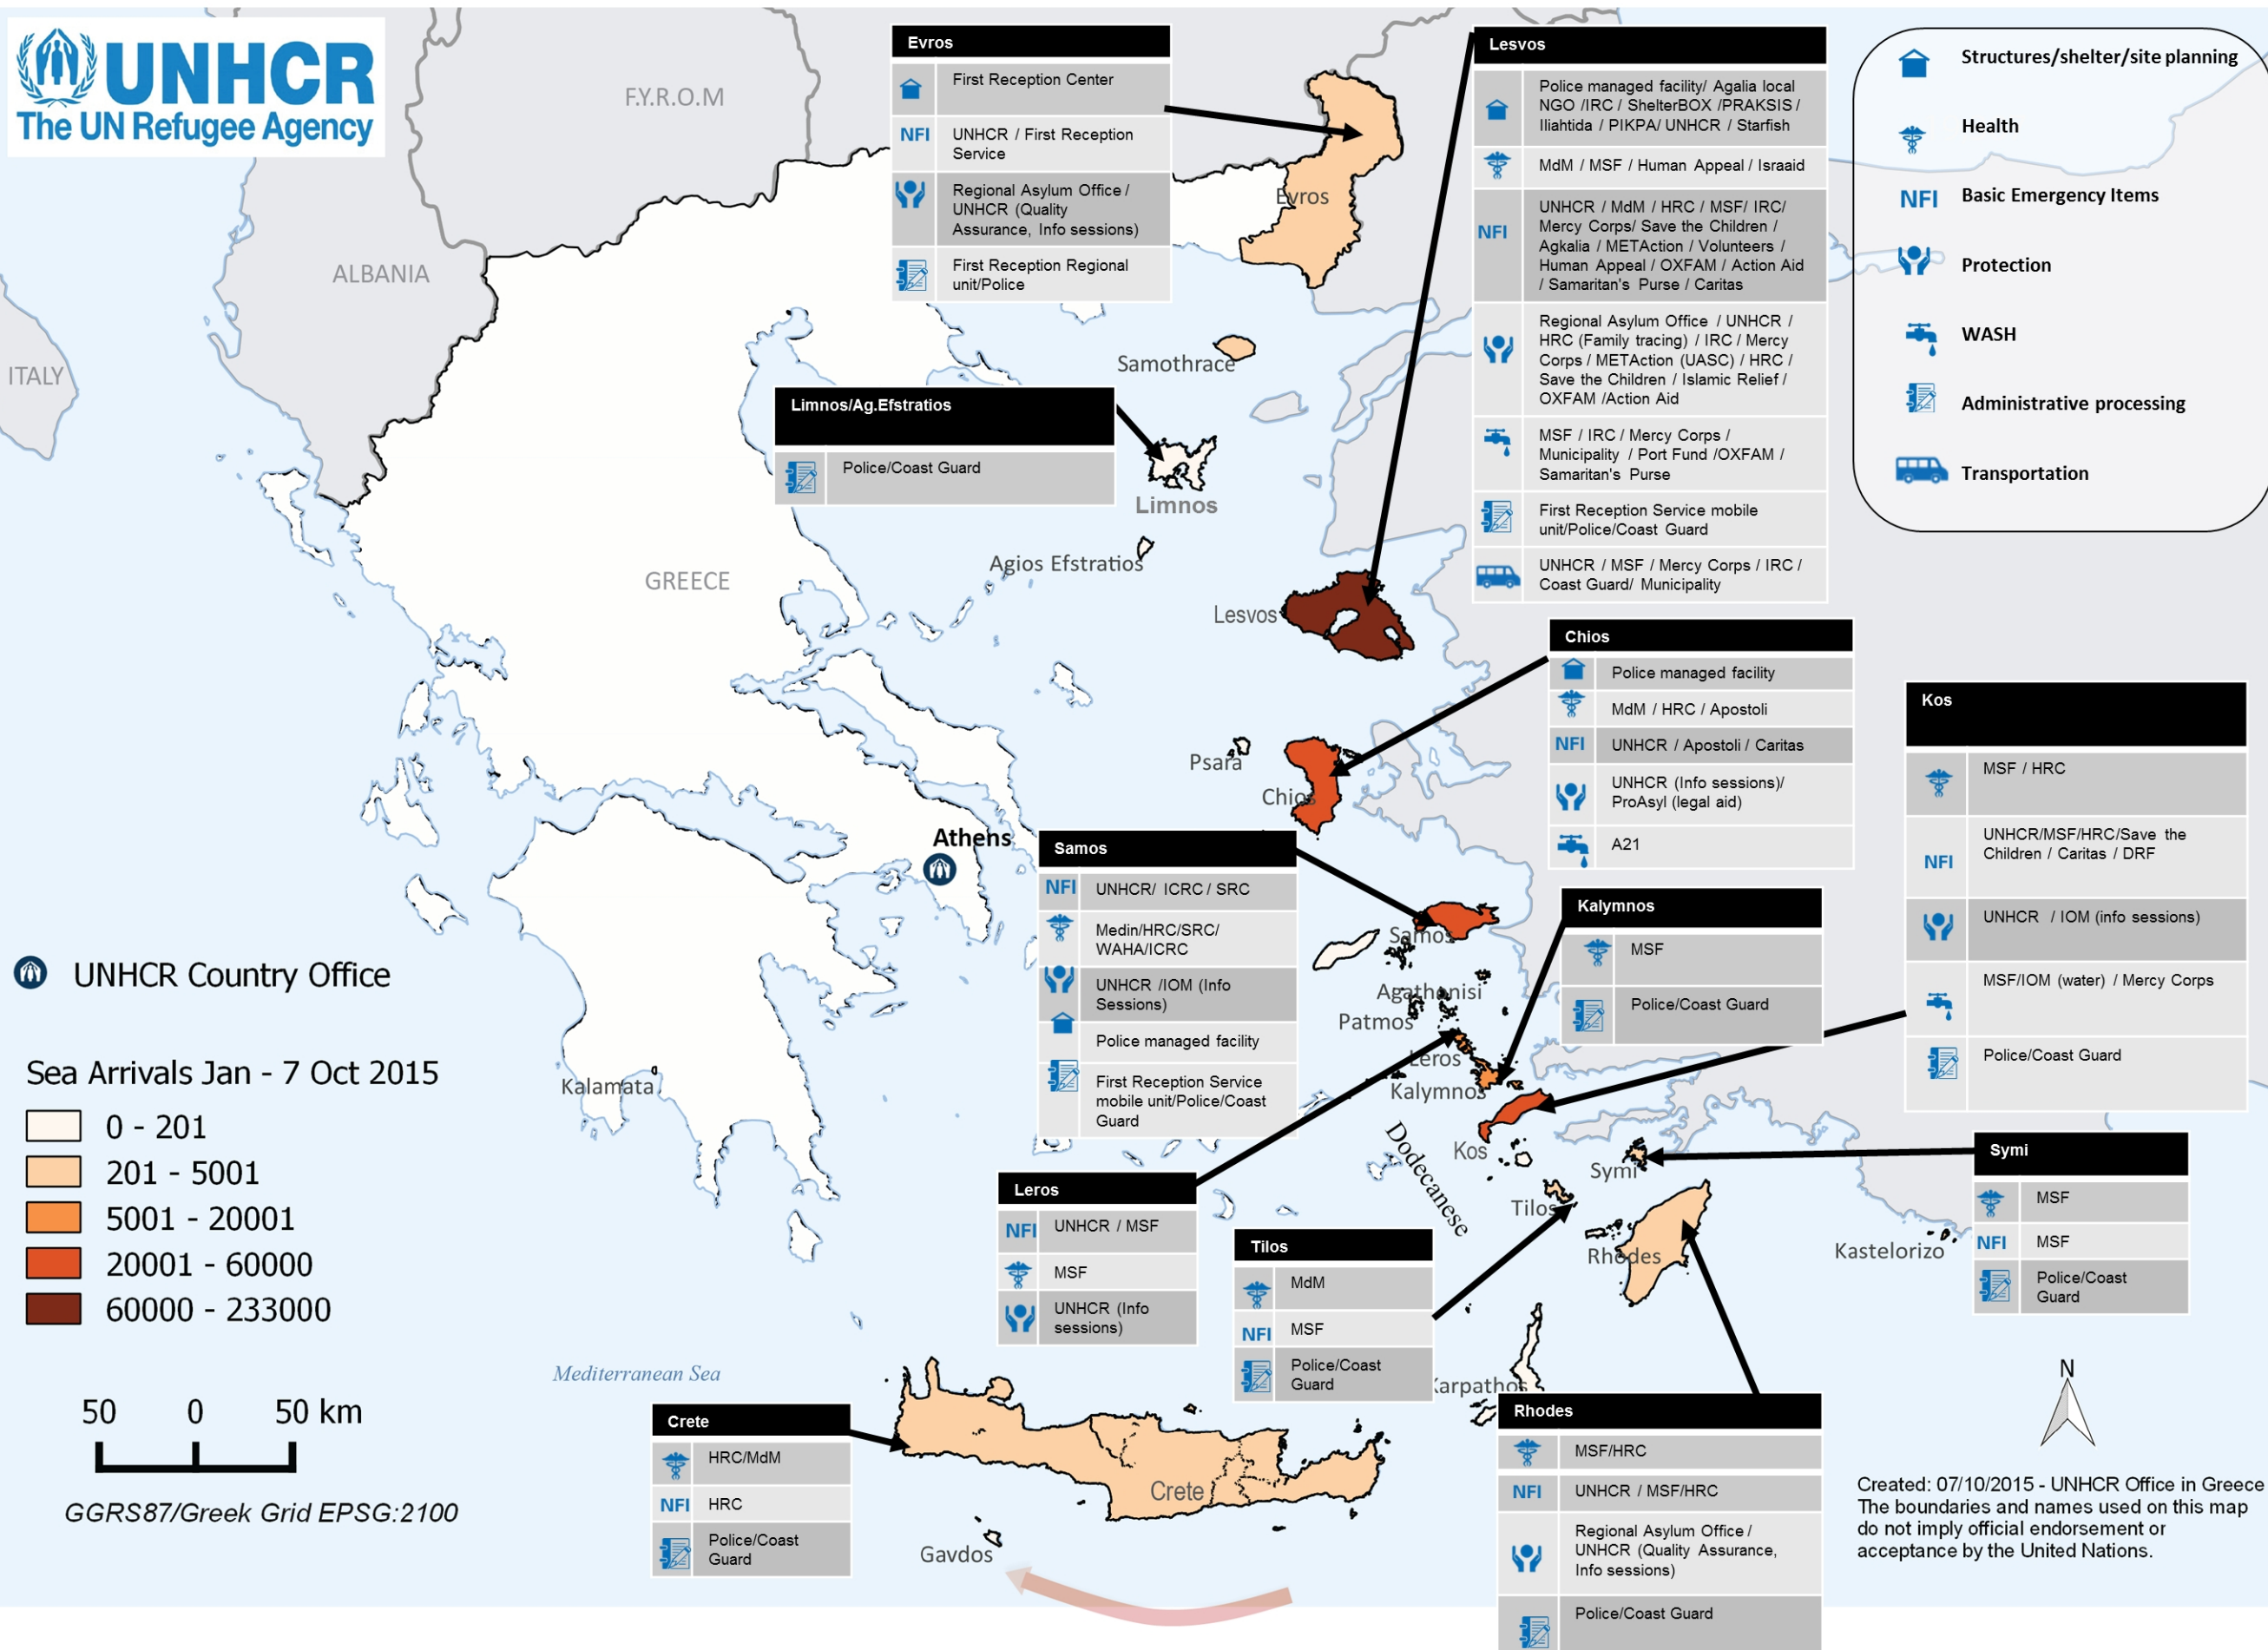 UNHCR
The UN Refugee Agency
F.Y.R.O.M
ALBANIA
ITALY
GREECE
Evros
First Reception Center
NFI
UNHCR / First Reception
Service
Regional Asylum Office /
UNHCR (Quality
Assurance, Info sessions)
First Reception Regional
unit/Police
Evros
Samothrace
Limnos/Ag.Efstratios
Police/Coast Guard
Limnos
Agios Efstratios
Lesvos
Lesvos
Police managed facility/ Agalia local
NGO /IRC / ShelterBOX /PRAKSIS /
Iliahtida / PIKPA/ UNHCR / Starfish
MdM / MSF / Human Appeal / Israaid
NFI
UNHCR / MdM / HRC / MSF/ IRC/
Mercy Corps/ Save the Children /
Agkalia / METAction / Volunteers /
Human Appeal / OXFAM / Action Aid
/ Samaritan's Purse / Caritas
Regional Asylum Office / UNHCR /
HRC (Family tracing) / IRC / Mercy
Corps / METAction (UASC) / HRC /
Save the Children / Islamic Relief /
OXFAM /Action Aid
MSF / IRC / Mercy Corps /
Municipality / Port Fund /OXFAM /
Samaritan's Purse
First Reception Service mobile
unit/Police/Coast Guard
UNHCR / MSF / Mercy Corps / IRC /
Coast Guard/ Municipality
Structures/shelter/site planning
Health
NFI Basic Emergency Items
Protection
WASH
Administrative processing
Transportation
Chios
Police managed facility
MdM / HRC / Apostoli
NFI
UNHCR / Apostoli / Caritas
UNHCR (Info sessions)/
ProAsyl (legal aid)
A21
Psara
Chios
Kos
MSF / HRC
NFI
UNHCR/MSF/HRC/Save the
Children / Caritas / DRF
UNHCR / IOM (info sessions)
MSF/IOM (water) / Mercy Corps
Police/Coast Guard
Athens
Samos
NFI
UNHCR/ ICRC / SRC
Medin/HRC/SRC/
WAHA/ICRC
UNHCR /IOM (Info
Sessions)
Police managed facility
First Reception Service
mobile unit/Police/Coast
Guard
Kalymnos
MSF
Police/Coast Guard
Samos
Agathonisi
Patmos
Leros
Kalymnos
Kos
Dodecanese
Symi
Tilos
Rhodes
Kastelorizo
Karpathos
Kalamata
UNHCR Country Office
Sea Arrivals Jan - 7 Oct 2015
0 - 201
201 - 5001
5001 - 20001
20001 - 60000
60000 - 233000
50 0 50 km
GGRS87/Greek Grid EPSG:2100
Mediterranean Sea
Leros
NFI
UNHCR / MSF
MSF
UNHCR (Info
sessions)
Tilos
MdM
NFI
MSF
Police/Coast
Guard
Symi
MSF
NFI
MSF
Police/Coast
Guard
Crete
HRC/MdM
NFI
HRC
Police/Coast
Guard
Crete
Gavdos
Rhodes
MSF/HRC
NFI
UNHCR / MSF/HRC
Regional Asylum Office /
UNHCR (Quality Assurance,
Info sessions)
Police/Coast Guard
N
Created: 07/10/2015 - UNHCR Office in Greece
The boundaries and names used on this map
do not imply official endorsement or
acceptance by the United Nations.